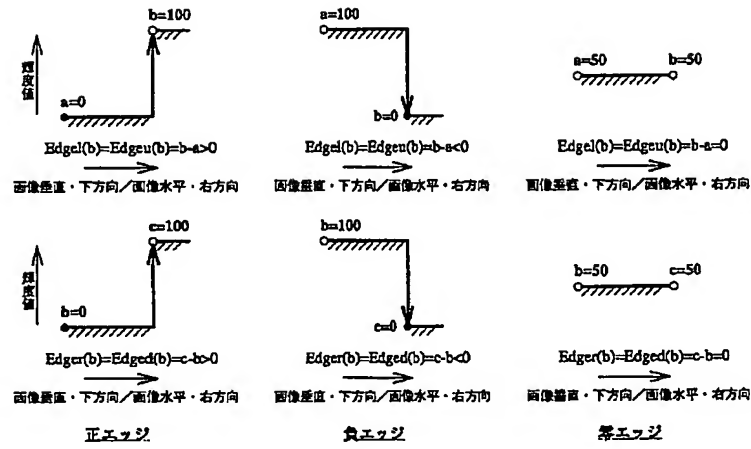 b=100
a=100
輝度値
a=0
b=0
a=50 b=50
Edgel(b)=Edgeu(b)=b-a>0
Edgel(b)=Edgeu(b)=b-a<0
Edgel(b)=Edgeu(b)=b-a=0
画像垂直・下方向/画像水平・右方向
画像垂直・下方向/画像水平・右方向
画像垂直・下方向/画像水平・右方向
c=100
b=100
輝度値
b=0
c=0
b=50 c=50
Edger(b)=Edged(b)=c-b>0
Edger(b)=Edged(b)=c-b<0
Edger(b)=Edged(b)=c-b=0
画像垂直・下方向/画像水平・右方向
画像垂直・下方向/画像水平・右方向
画像垂直・下方向/画像水平・右方向
正エッジ
負エッジ
零エッジ